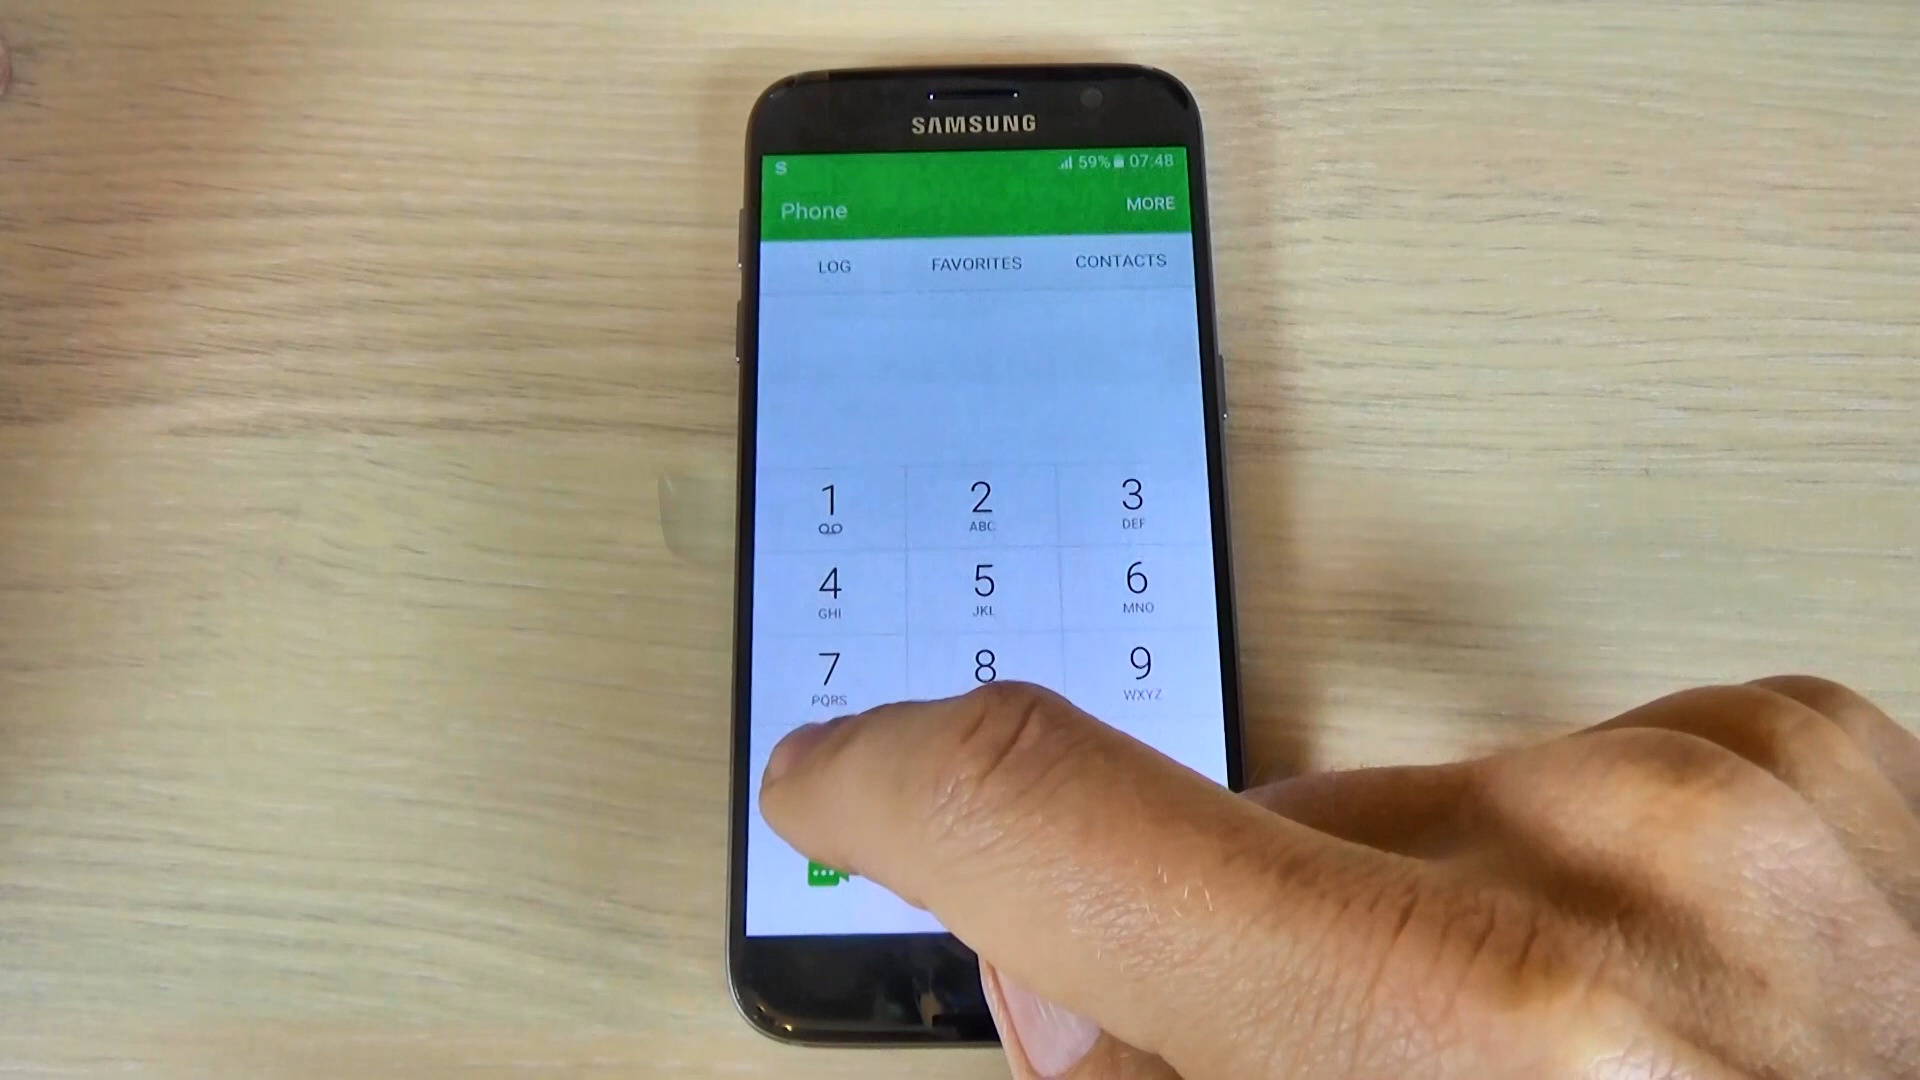 SAMSUNG
S 59% 07:48
Phone MORE
LOG FAVORITES CONTACTS
1 2 3
ABC DEF
4 5 6
GHI JKL MNO
7 8 9
PQRS WXYZ